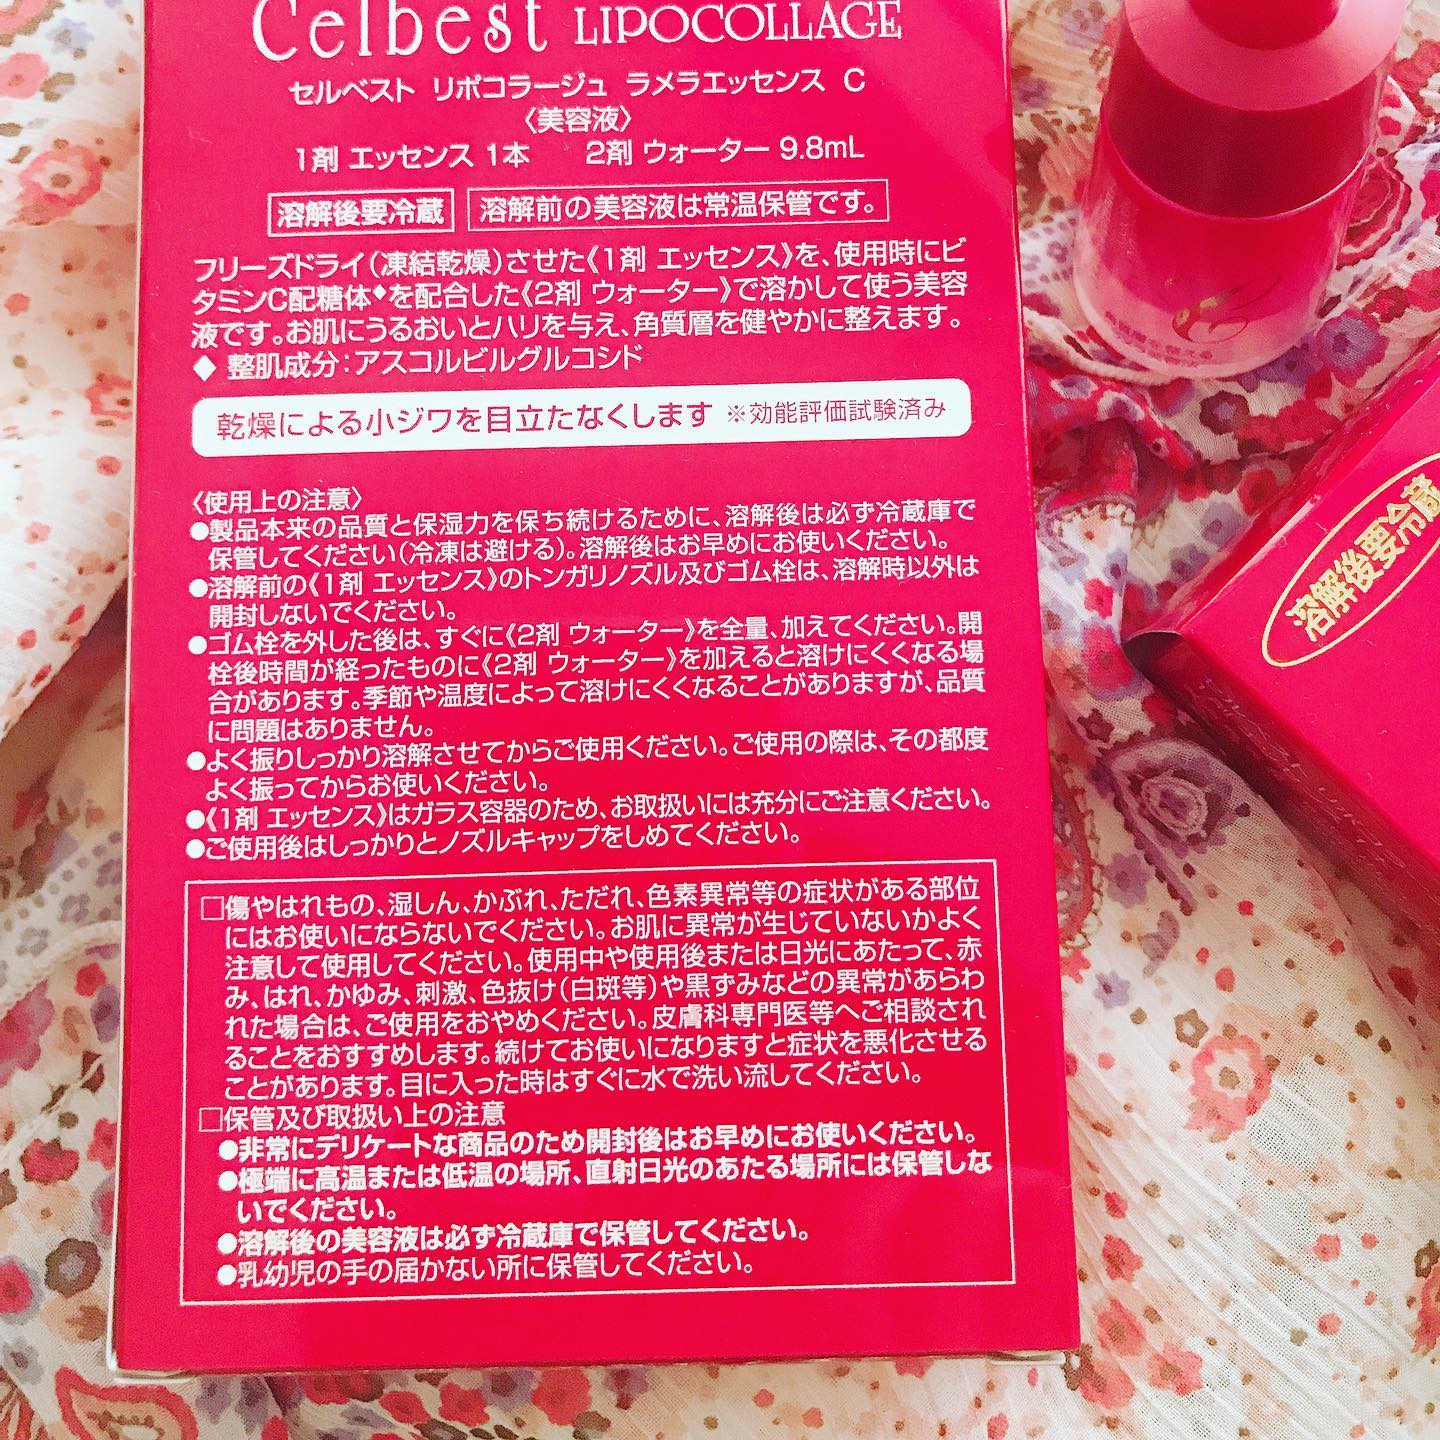 Celbest LIPOCOLLAGE
セルベスト リポコラージュ ラメラエッセンス C
〈美容液〉
1剤 エッセンス 1本 2剤 ウォーター 9.8mL
溶解後要冷蔵 溶解前の美容液は常温保管です。
フリーズドライ(凍結乾燥)させた《1剤 エッセンス》を、使用時にビ
タミンC配糖体◆を配合した《2剤 ウォーター》で溶かして使う美容
液です。お肌にうるおいとハリを与え、角質層を健やかに整えます。
◆ 整肌成分:アスコルビルグルコシド
乾燥による小ジワを目立たなくします ※効能評価試験済み
〈使用上の注意〉
●製品本来の品質と保湿力を保ち続けるために、溶解後は必ず冷蔵庫で
保管してください(冷凍は避ける)。溶解後はお早めにお使いください。
●溶解前の《1剤 エッセンス》のトンガリノズル及びゴム栓は、溶解時以外は
開封しないでください。
●ゴム栓を外した後は、すぐに《2剤 ウォーター》を全量、加えてください。開
栓後時間が経ったものに《2剤 ウォーター》を加えると溶けにくくなる場
合があります。季節や温度によって溶けにくくなることがありますが、品質
に問題はありません。
●よく振りしっかり溶解させてからご使用ください。ご使用の際は、その都度
よく振ってからお使いください。
●《1剤 エッセンス》はガラス容器のため、お取扱いには充分にご注意ください。
●ご使用後はしっかりとノズルキャップをしめてください。
□傷やはれもの、湿しん、かぶれ、ただれ、色素異常等の症状がある部位
にはお使いにならないでください。お肌に異常が生じていないかよく
注意して使用してください。使用中や使用後または日光にあたって、赤
み、はれ、かゆみ、刺激、色抜け(白斑等)や黒ずみなどの異常があらわ
れた場合は、ご使用をおやめください。皮膚科専門医等へご相談され
ることをおすすめします。続けてお使いになりますと症状を悪化させる
ことがあります。目に入った時はすぐに水で洗い流してください。
□保管及び取扱い上の注意
●非常にデリケートな商品のため開封後はお早めにお使いください。
●極端に高温または低温の場所、直射日光のあたる場所には保管しな
いでください。
●溶解後の美容液は必ず冷蔵庫で保管してください。
●乳幼児の手の届かない所に保管してください。
溶解後要冷蔵